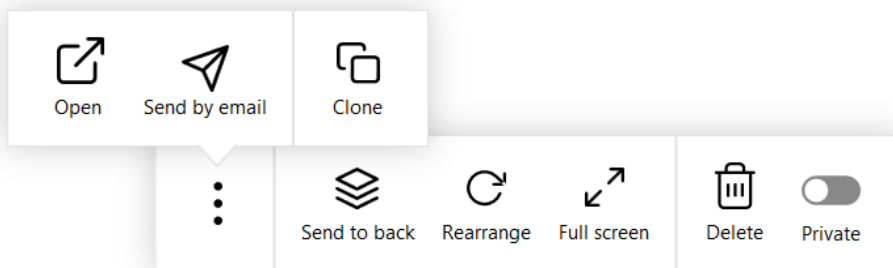 Open
Send by email
Clone
Send to back
Rearrange
Full screen
Delete
Private